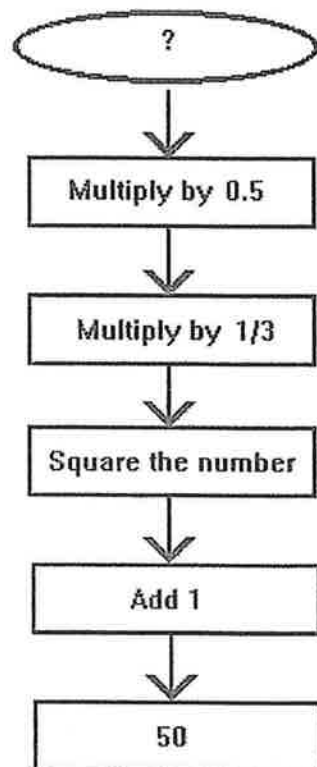 ?
Multiply by 0.5
Multiply by 1/3
Square the number
Add 1
50